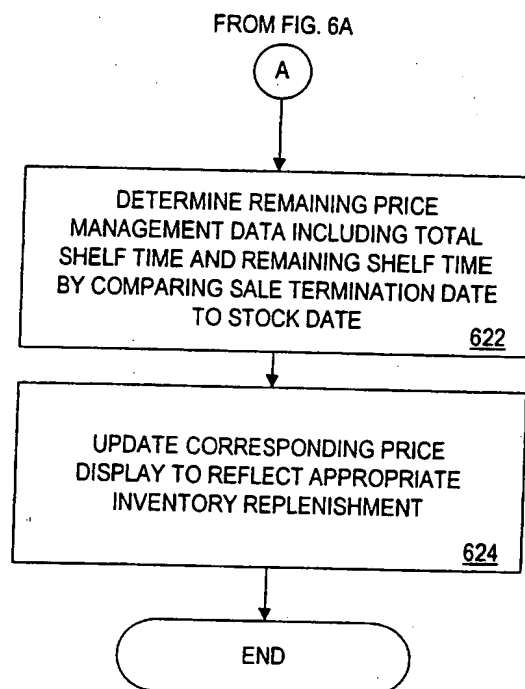 FROM FIG. 6A
A
DETERMINE REMAINING PRICE
MANAGEMENT DATA INCLUDING TOTAL
SHELF TIME AND REMAINING SHELF TIME
BY COMPARING SALE TERMINATION DATE
TO STOCK DATE
622
UPDATE CORRESPONDING PRICE
DISPLAY TO REFLECT APPROPRIATE
INVENTORY REPLENISHMENT
624
END